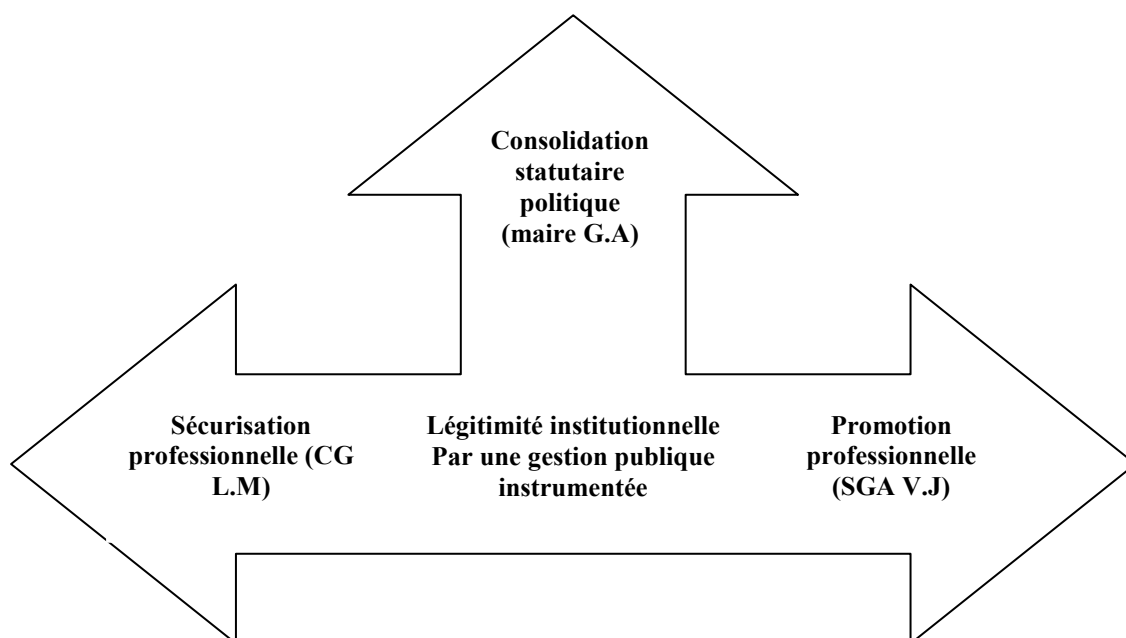 Consolidation
statutaire
politique
(maire G.A)
Sécurisation
professionnelle (CG
L.M)
Légitimité institutionnelle
Par une gestion publique
instrumentée
Promotion
professionnelle
(SGA V.J)